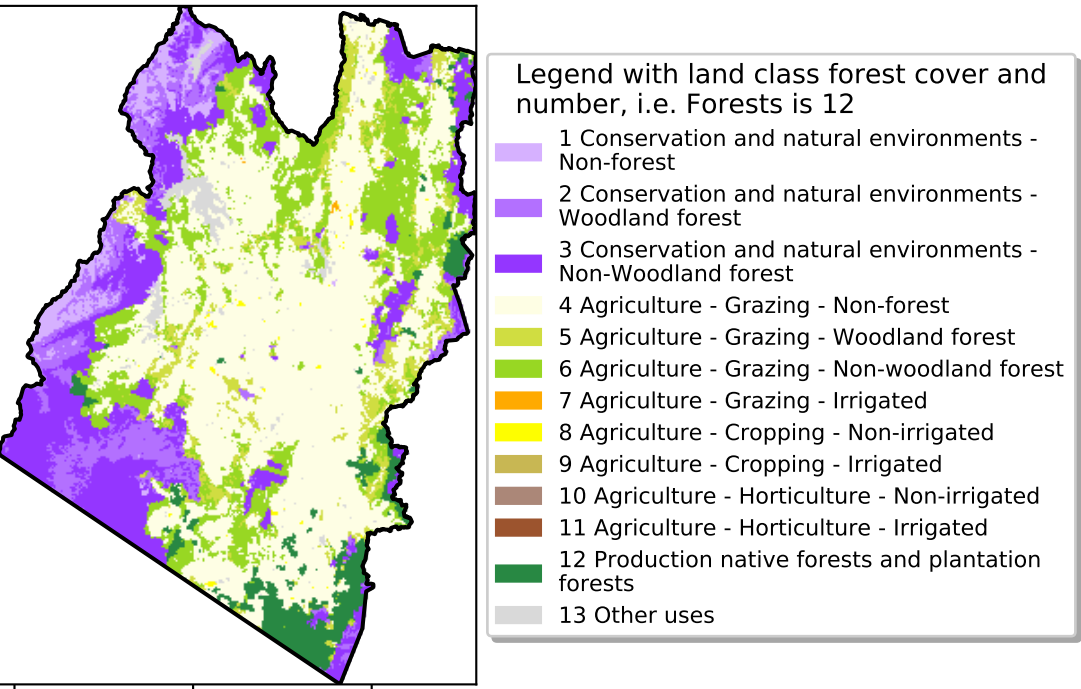 Legend with land class forest cover and
number, i.e. Forests is 12
1 Conservation and natural environments -
Non-forest
2 Conservation and natural environments -
Woodland forest
3 Conservation and natural environments -
Non-Woodland forest
4 Agriculture - Grazing - Non-forest
5 Agriculture - Grazing - Woodland forest
6 Agriculture - Grazing - Non-woodland forest
7 Agriculture - Grazing - Irrigated
8 Agriculture - Cropping - Non-irrigated
9 Agriculture - Cropping - Irrigated
10 Agriculture - Horticulture - Non-irrigated
11 Agriculture - Horticulture - Irrigated
12 Production native forests and plantation
forests
13 Other uses